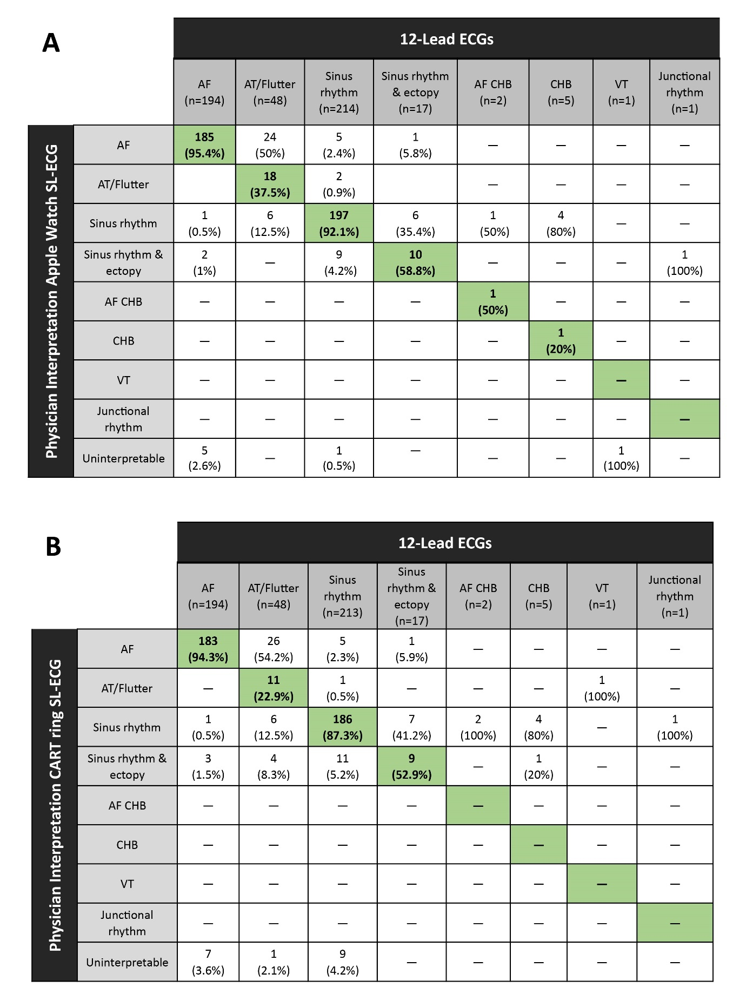 A
12-Lead ECGs
AF
(n=194)
AT/Flutter
(n=48)
Sinus
rhythm
(n=214)
Sinus rhythm
& ectopy
(n=17)
AF CHB
(n=2)
CHB
(n=5)
VT
(n=1)
Junctional
rhythm
(n=1)
Physician Interpretation Apple Watch SL-ECG
AF
185
(95.4%)
24
(50%)
5
(2.4%)
1
(5.8%)
—
—
—
—
AT/Flutter
18
(37.5%)
2
(0.9%)
—
—
—
—
Sinus rhythm
1
(0.5%)
6
(12.5%)
197
(92.1%)
6
(35.4%)
1
(50%)
4
(80%)
—
—
Sinus rhythm &
ectopy
2
(1%)
—
9
(4.2%)
10
(58.8%)
—
—
—
1
(100%)
AF CHB
—
—
—
—
1
(50%)
—
—
—
CHB
—
—
—
—
—
1
(20%)
—
—
VT
—
—
—
—
—
—
—
—
Junctional
rhythm
—
—
—
—
—
—
—
—
Uninterpretable
5
(2.6%)
—
1
(0.5%)
—
—
—
1
(100%)
—
B
12-Lead ECGs
AF
(n=194)
AT/Flutter
(n=48)
Sinus
rhythm
(n=213)
Sinus
rhythm &
ectopy
(n=17)
AF CHB
(n=2)
CHB
(n=5)
VT
(n=1)
Junctional
rhythm
(n=1)
Physician Interpretation CART ring SL-ECG
AF
183
(94.3%)
26
(54.2%)
5
(2.3%)
1
(5.9%)
—
—
—
—
AT/Flutter
—
11
(22.9%)
1
(0.5%)
—
—
—
1
(100%)
—
Sinus rhythm
1
(0.5%)
6
(12.5%)
186
(87.3%)
7
(41.2%)
2
(100%)
4
(80%)
—
1
(100%)
Sinus rhythm &
ectopy
3
(1.5%)
4
(8.3%)
11
(5.2%)
9
(52.9%)
—
1
(20%)
—
—
AF CHB
—
—
—
—
—
—
—
—
CHB
—
—
—
—
—
—
—
—
VT
—
—
—
—
—
—
—
—
Junctional
rhythm
—
—
—
—
—
—
—
—
Uninterpretable
7
(3.6%)
1
(2.1%)
9
(4.2%)
—
—
—
—
—